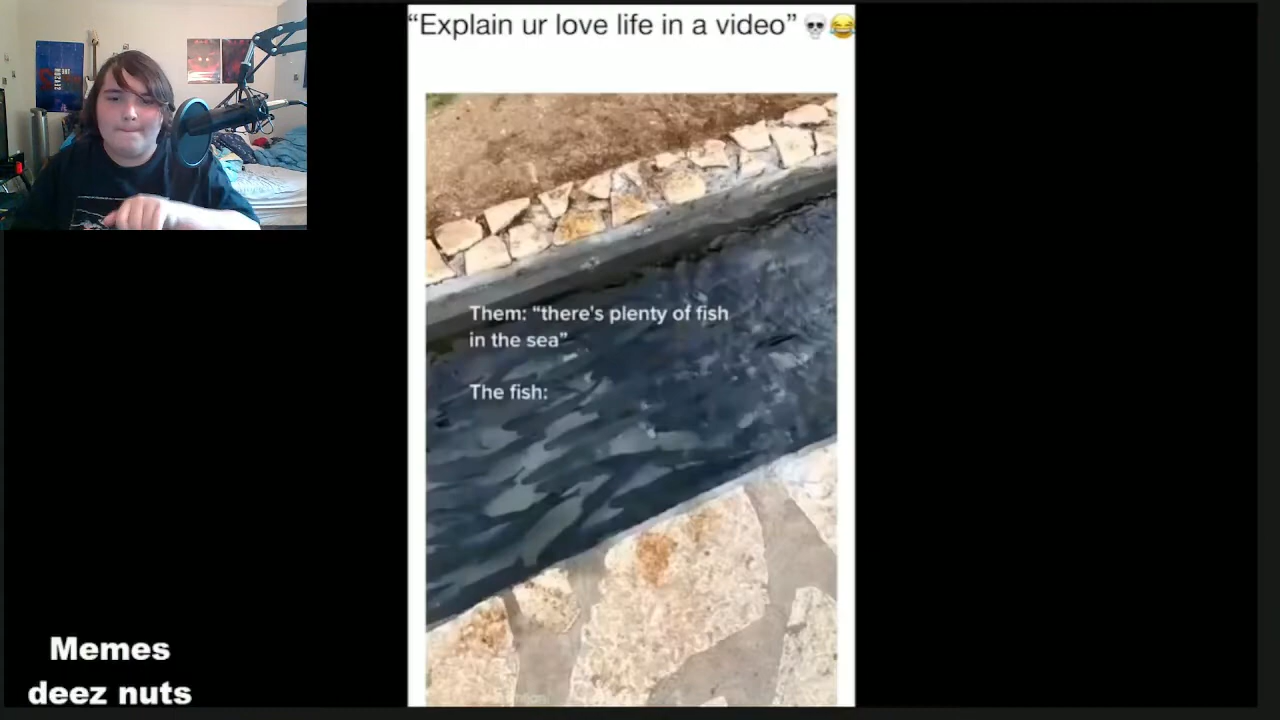 “Explain ur love life in a video” 💀😂
Them: “there's plenty of fish
in the sea”
The fish:
Memes
deez nuts